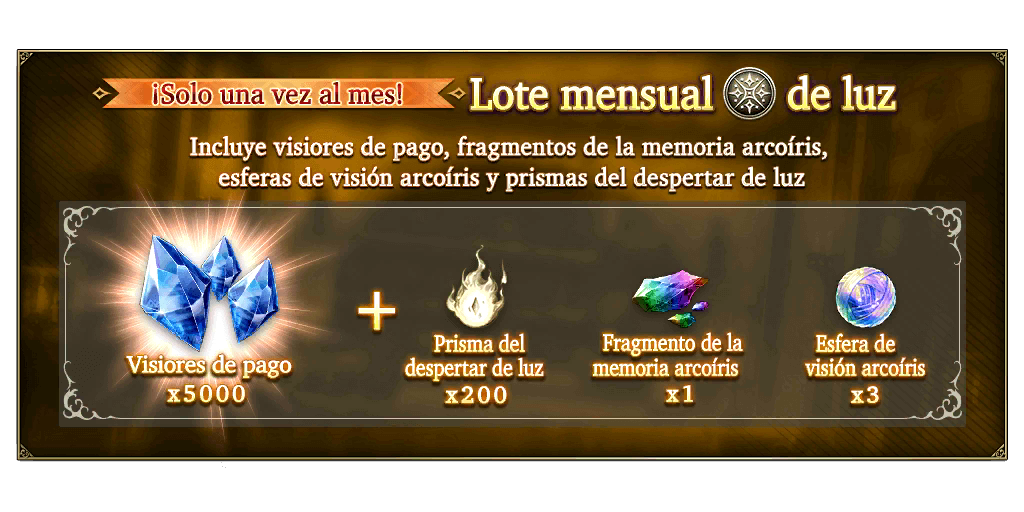 ¡Solo una vez al mes!
Lote mensual de luz
Incluye visiores de pago, fragmentos de la memoria arcoíris,
esferas de visión arcoíris y prismas del despertar de luz
Visiores de pago
x5000
+
Prisma del
despertar de luz
x200
Fragmento de la
memoria arcoíris
x1
Esfera de
visión arcoíris
x3